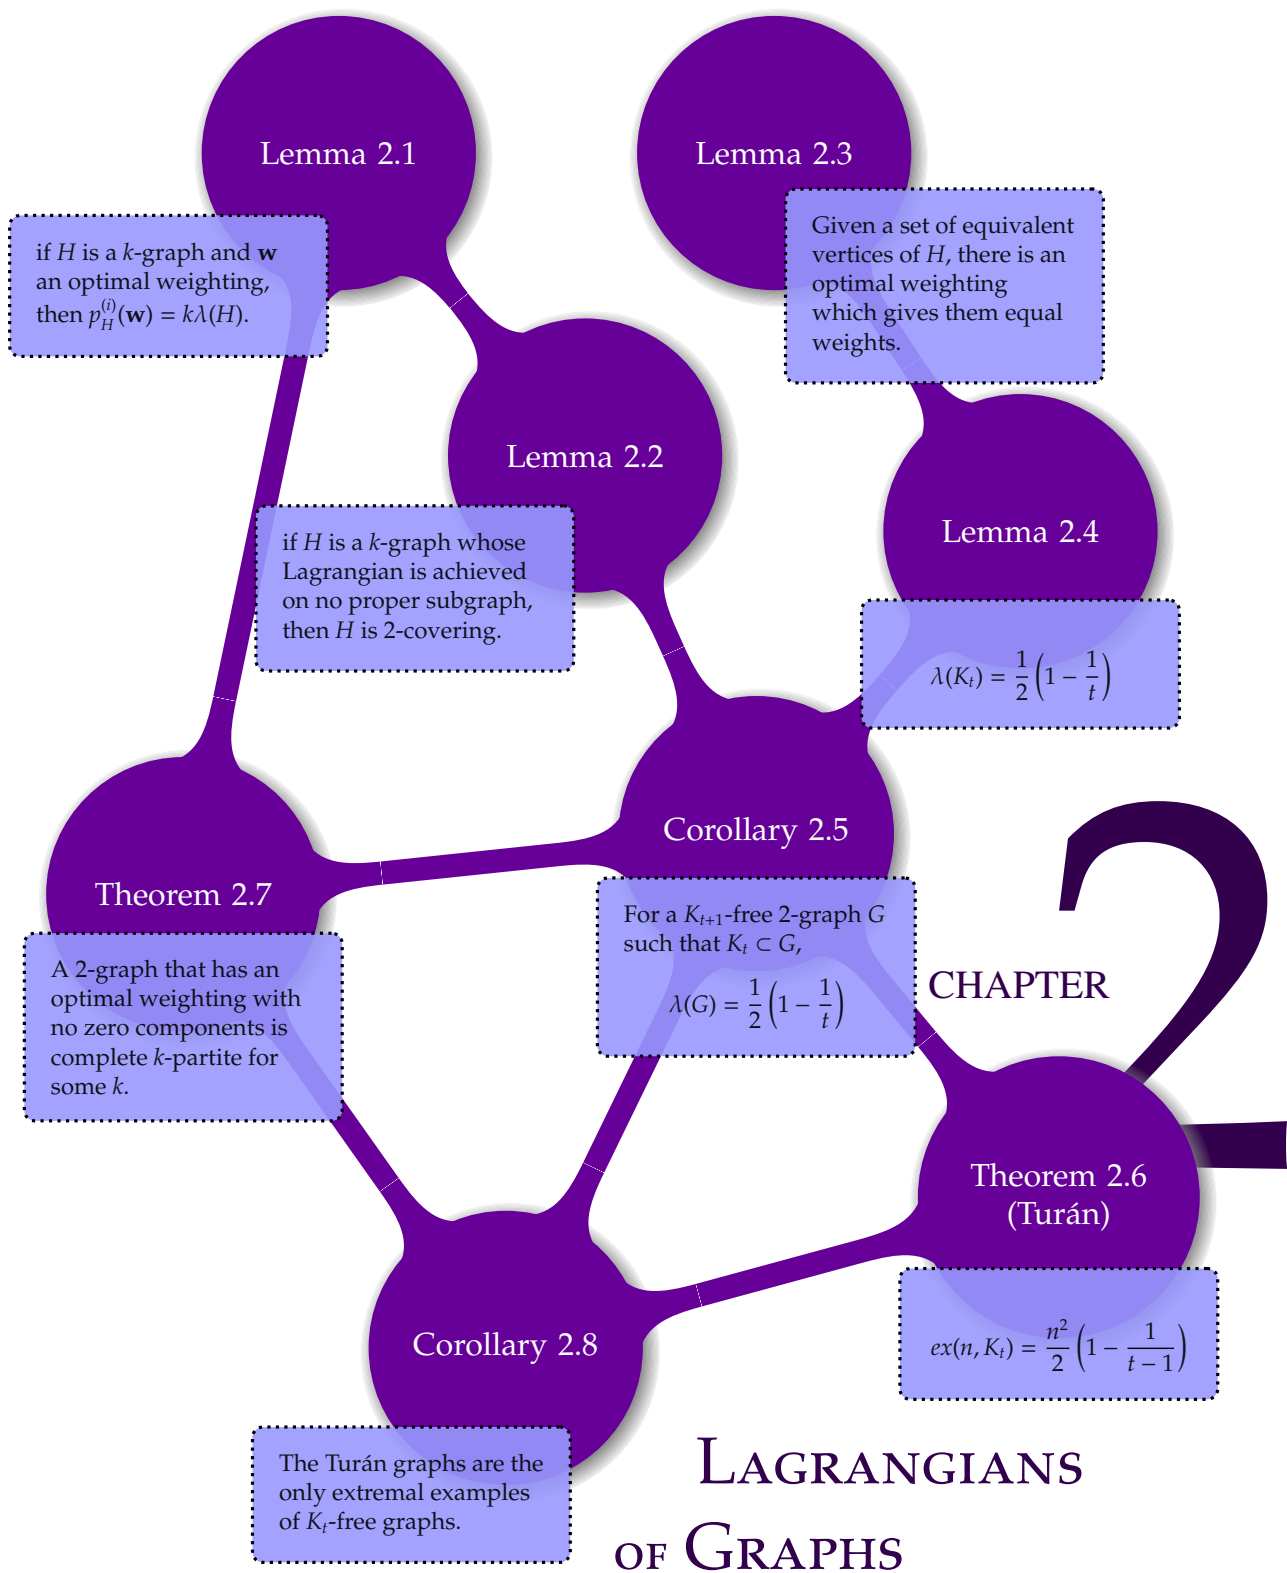 Lemma 2.1
if H is a k-graph and w
an optimal weighting,
then p_H^{(i)}(w) = kλ(H).
Lemma 2.3
Given a set of equivalent
vertices of H, there is an
optimal weighting
which gives them equal
weights.
Lemma 2.2
if H is a k-graph whose
Lagrangian is achieved
on no proper subgraph,
then H is 2-covering.
Lemma 2.4
λ(K_t) = \frac{1}{2} (1 − \frac{1}{t})
Corollary 2.5
For a K_{t+1}-free 2-graph G
such that K_t ⊂ G,
λ(G) = \frac{1}{2} (1 − \frac{1}{t})
Theorem 2.7
A 2-graph that has an
optimal weighting with
no zero components is
complete k-partite for
some k.
CHAPTER
2
Theorem 2.6
(Turán)
ex(n, K_t) = \frac{n^2}{2} (1 − \frac{1}{t − 1})
Corollary 2.8
The Turán graphs are the
only extremal examples
of K_t-free graphs.
Lagrangians
of Graphs